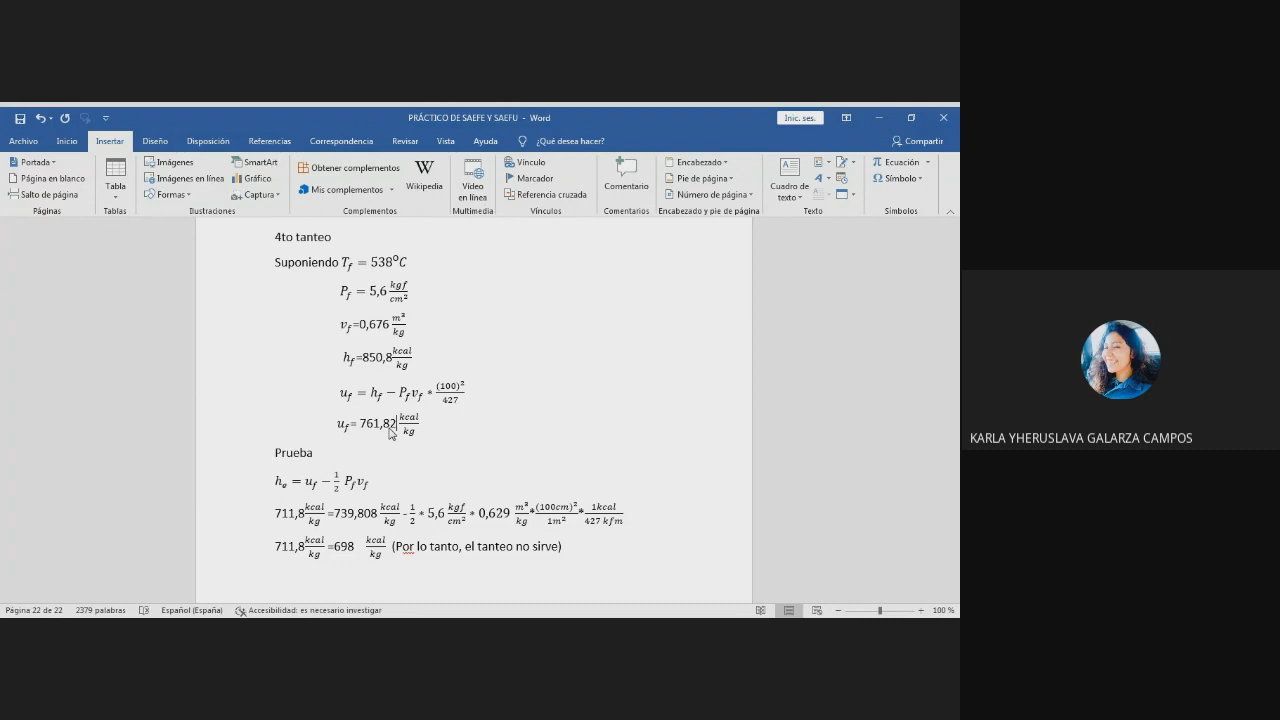 PRÁCTICO DE SAEFE Y SAEFU - Word
Inic. ses.
Archivo Inicio Insertar Diseño Disposición Referencias Correspondencia Revisar Vista Ayuda ¿Qué desea hacer? Compartir
Portada
Página en blanco
Salto de página
Páginas
Tabla
Tablas
Imágenes
Imágenes en línea
Formas
SmartArt
Gráfico
Captura
Ilustraciones
Obtener complementos
Mis complementos
W
Wikipedia
Complementos
Vídeo en línea
Multimedia
Vínculo
Marcador
Referencia cruzada
Vínculos
Comentario
Comentarios
Encabezado
Pie de página
Número de página
Encabezado y pie de página
Cuadro de texto
Texto
π Ecuación
Ω Símbolo
Símbolos
4to tanteo
Suponiendo T_f = 538°C
P_f = 5,6 kgf/cm²
v_f=0,676 m³/kg
h_f=850,8 kcal/kg
u_f = h_f − P_f v_f * (100)²/427
u_f= 761,82 kcal/kg
Prueba
h_e = u_f − 1/2 P_f v_f
711,8 kcal/kg =739,808 kcal/kg - 1/2 * 5,6 kgf/cm² * 0,629 m³/kg * (100cm)²/1m² * 1kcal/427 kfm
711,8 kcal/kg =698 kcal/kg (Por lo tanto, el tanteo no sirve)
Página 22 de 22 2379 palabras Español (España) Accesibilidad: es necesario investigar 100 %
KARLA YHERUSLAVA GALARZA CAMPOS